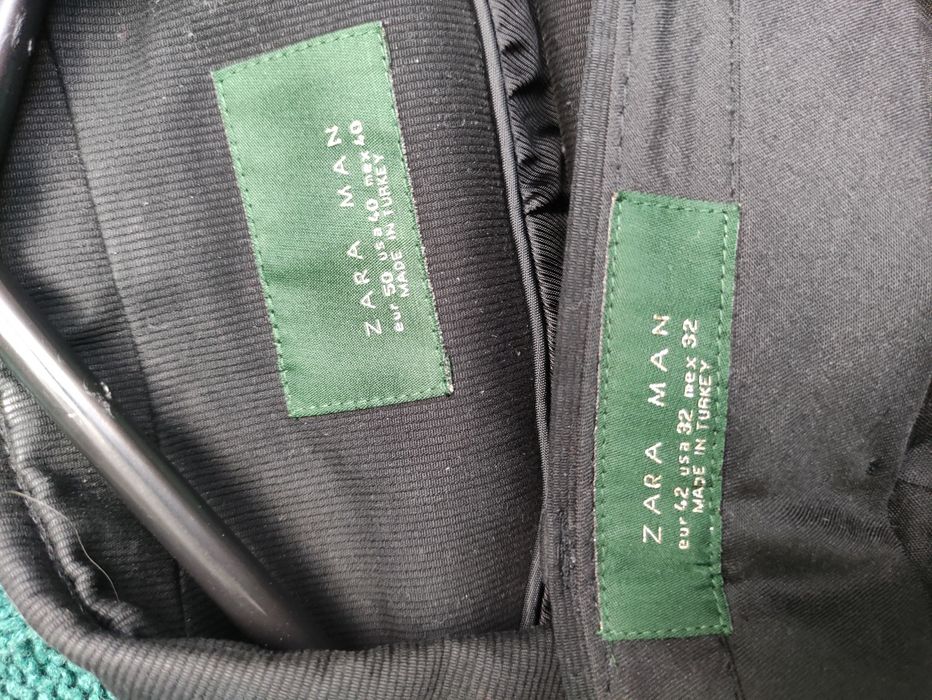 ZARA MAN
eur 50 usa 40 mex 40
MADE IN TURKEY
ZARA MAN
eur 42 usa 32 mex 32
MADE IN TURKEY